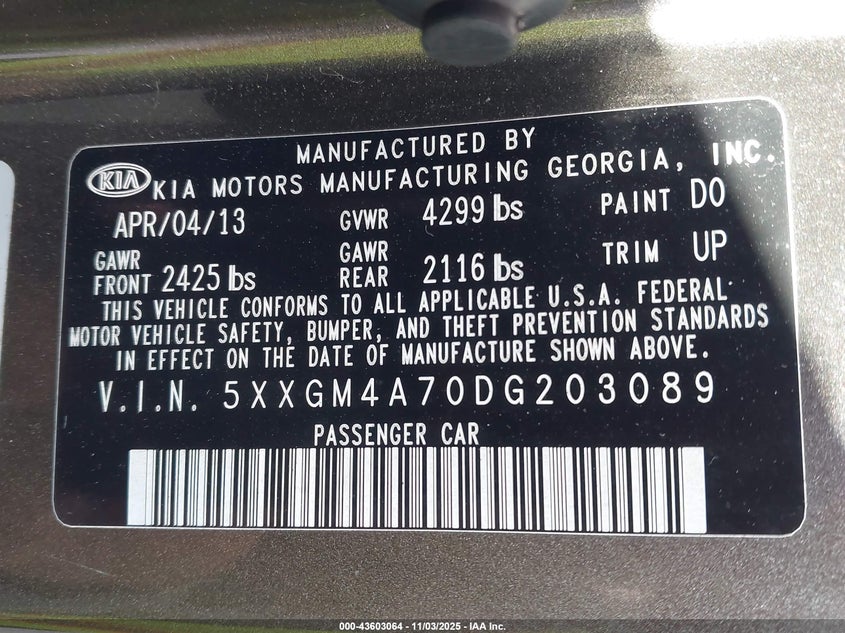 MANUFACTURED BY
KIA KIA MOTORS MANUFACTURING GEORGIA, INC.
APR/04/13 GVWR 4299 lbs PAINT DO
GAWR FRONT 2425 lbs GAWR REAR 2116 lbs TRIM UP
THIS VEHICLE CONFORMS TO ALL APPLICABLE U.S.A. FEDERAL
MOTOR VEHICLE SAFETY, BUMPER, AND THEFT PREVENTION STANDARDS
IN EFFECT ON THE DATE OF MANUFACTURE SHOWN ABOVE.
V.I.N. 5XXGM4A70DG203089
PASSENGER CAR
000-43603064 - 11/03/2025 - IAA Inc.